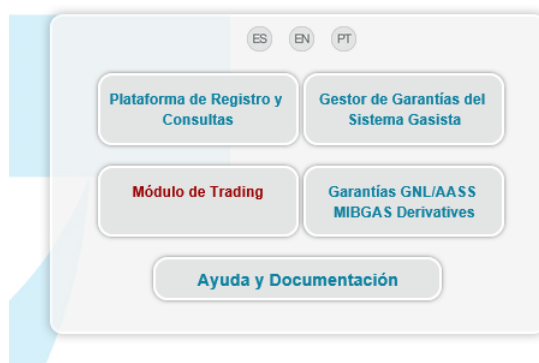 ES EN PT
Plataforma de Registro y
Consultas
Gestor de Garantías del
Sistema Gasista
Módulo de Trading
Garantías GNL/AASS
MIBGAS Derivatives
Ayuda y Documentación